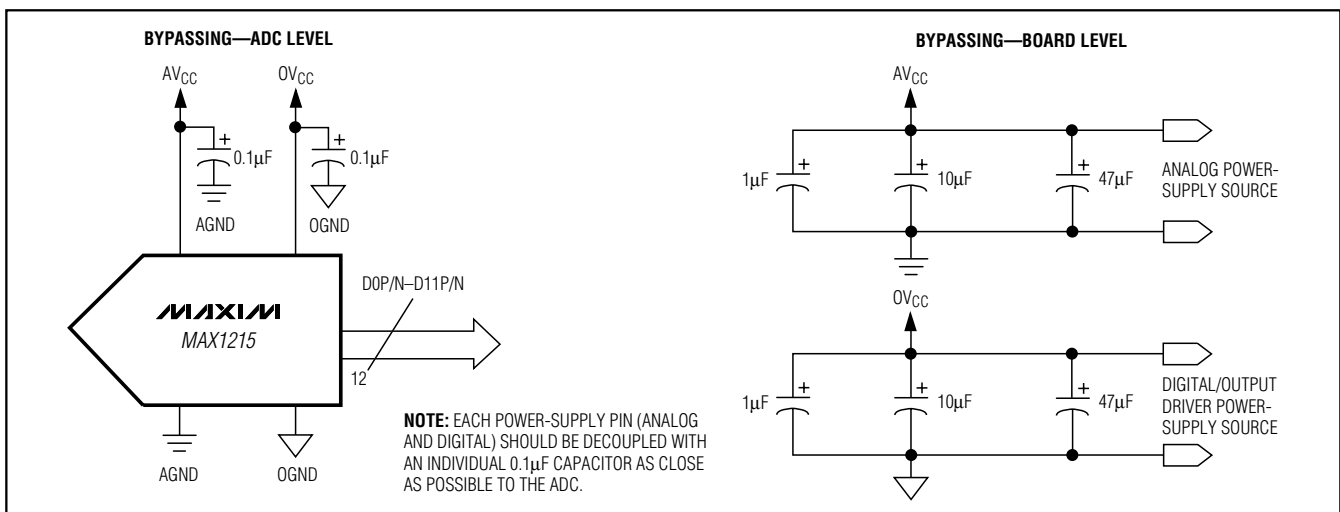 BYPASSING—ADC LEVEL
AVCC
OVCC
+
0.1µF
+
0.1µF
AGND
OGND
D0P/N–D11P/N
MAXIM
MAX1215
12
AGND
OGND
NOTE: EACH POWER-SUPPLY PIN (ANALOG
AND DIGITAL) SHOULD BE DECOUPLED WITH
AN INDIVIDUAL 0.1µF CAPACITOR AS CLOSE
AS POSSIBLE TO THE ADC.
BYPASSING—BOARD LEVEL
AVCC
1µF
+
10µF
+
47µF
+
ANALOG POWER-
SUPPLY SOURCE
OVCC
1µF
+
10µF
+
47µF
+
DIGITAL/OUTPUT
DRIVER POWER-
SUPPLY SOURCE